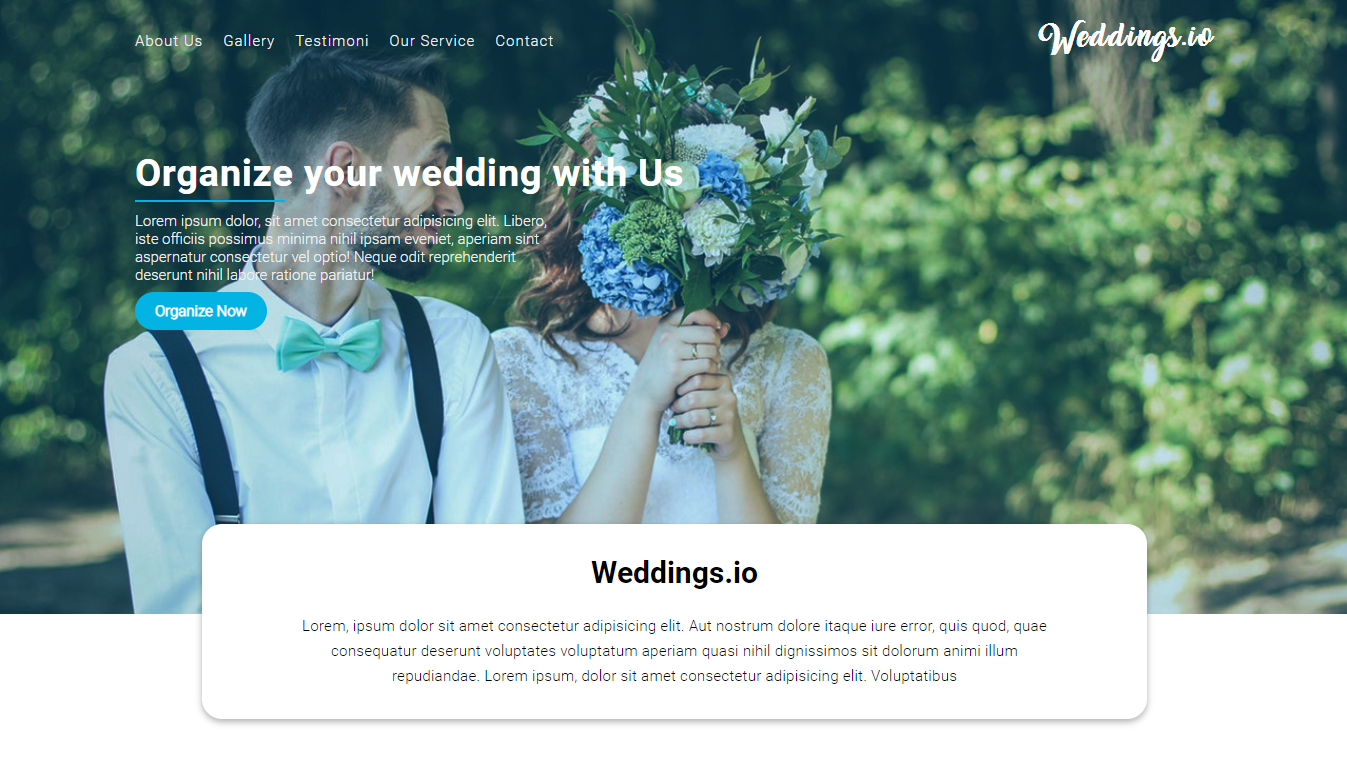 About Us Gallery Testimoni Our Service Contact Weddings.io
Organize your wedding with Us
Lorem ipsum dolor, sit amet consectetur adipisicing elit. Libero,
iste officiis possimus minima nihil ipsam eveniet, aperiam sint
aspernatur consectetur vel optio! Neque odit reprehenderit
deserunt nihil labore ratione pariatur!
Organize Now
Weddings.io
Lorem, ipsum dolor sit amet consectetur adipisicing elit. Aut nostrum dolore itaque iure error, quis quod, quae
consequatur deserunt voluptates voluptatum aperiam quasi nihil dignissimos sit dolorum animi illum
repudiandae. Lorem ipsum, dolor sit amet consectetur adipisicing elit. Voluptatibus